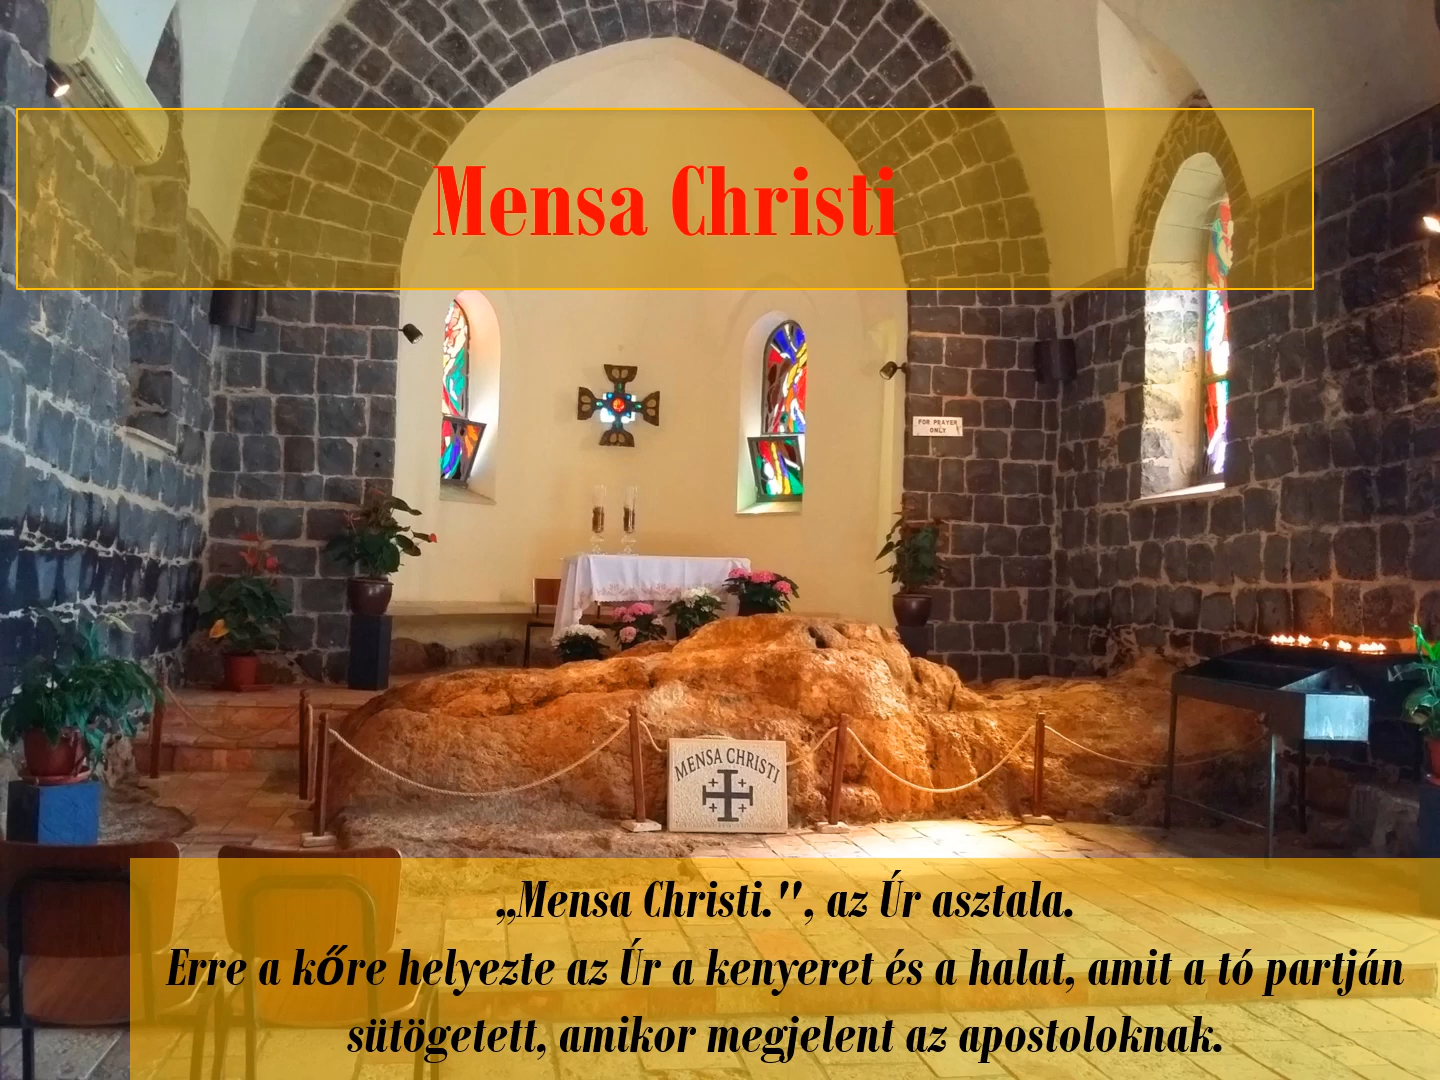 Mensa Christi
FOR PRAYER
ONLY
MENSA CHRISTI
„Mensa Christi.", az Úr asztala.
Erre a kőre helyezte az Úr a kenyeret és a halat, amit a tó partján
sütögetett, amikor megjelent az apostoloknak.